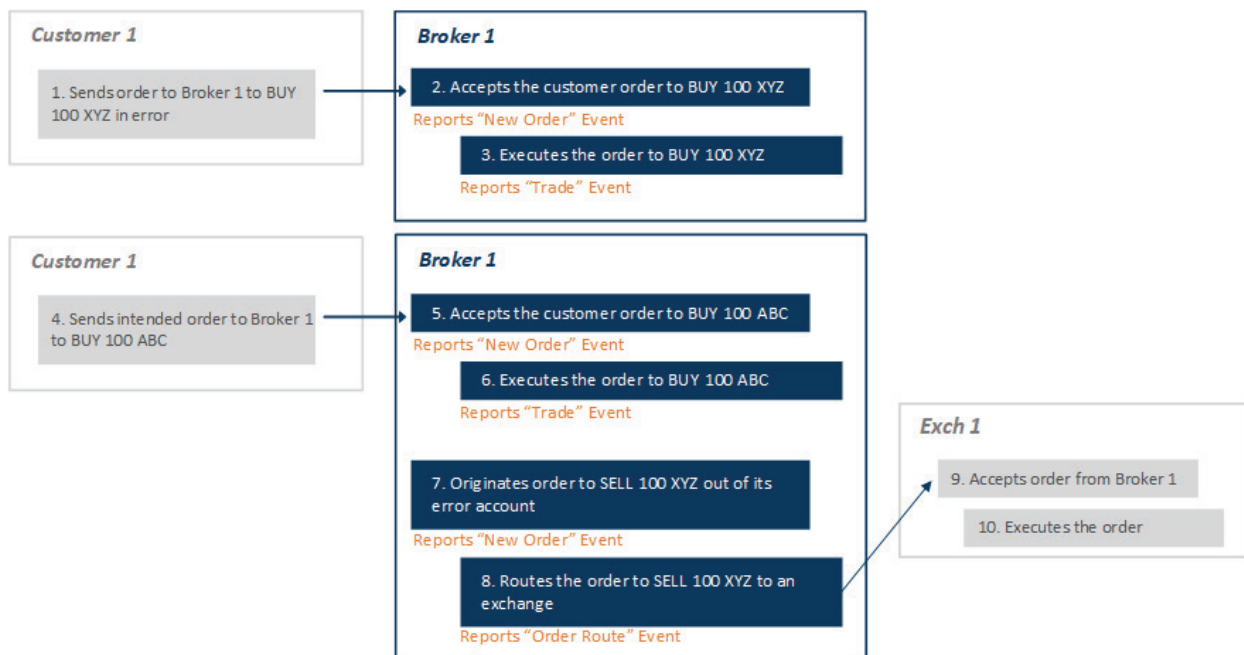 Customer 1
1. Sends order to Broker 1 to BUY
100 XYZ in error
Broker 1
2. Accepts the customer order to BUY 100 XYZ
Reports “New Order” Event
3. Executes the order to BUY 100 XYZ
Reports “Trade” Event
Customer 1
4. Sends intended order to Broker 1
to BUY 100 ABC
Broker 1
5. Accepts the customer order to BUY 100 ABC
Reports “New Order” Event
6. Executes the order to BUY 100 ABC
Reports “Trade” Event
7. Originates order to SELL 100 XYZ out of its
error account
Reports “New Order” Event
8. Routes the order to SELL 100 XYZ to an
exchange
Reports “Order Route” Event
Exch 1
9. Accepts order from Broker 1
10. Executes the order